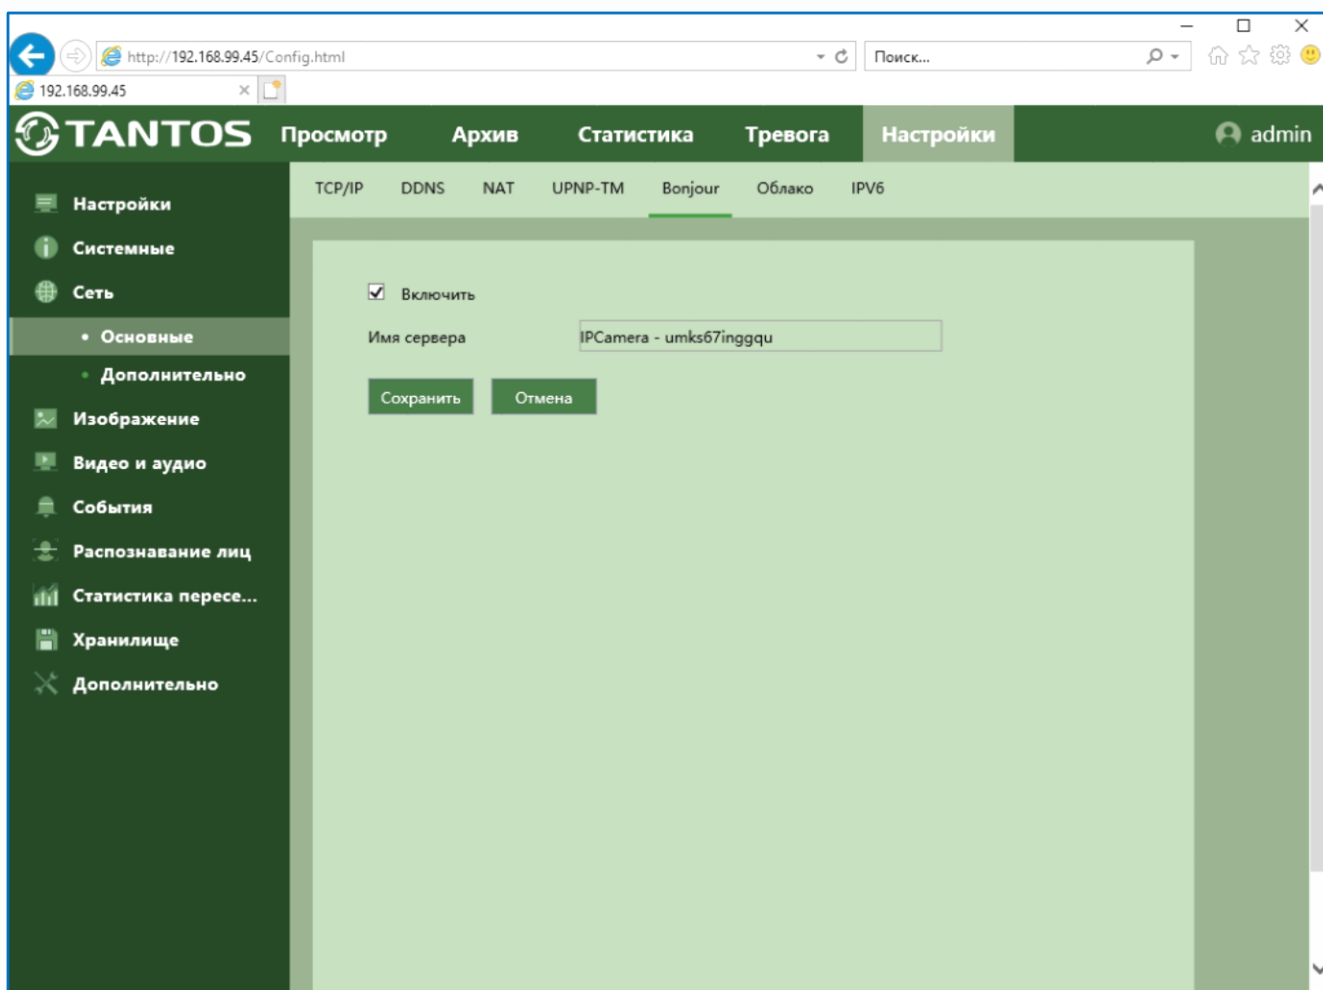 http://192.168.99.45/Config.html
Поиск...
192.168.99.45
TANTOS Просмотр Архив Статистика Тревога Настройки admin
TCP/IP DDNS NAT UPNP-TM Bonjour Облако IPV6
Настройки
Системные
Сеть
Основные
Дополнительно
Изображение
Видео и аудио
События
Распознавание лиц
Статистика пересе...
Хранилище
Дополнительно
Включить
Имя сервера IPCamera - umks67inggqu
Сохранить Отмена